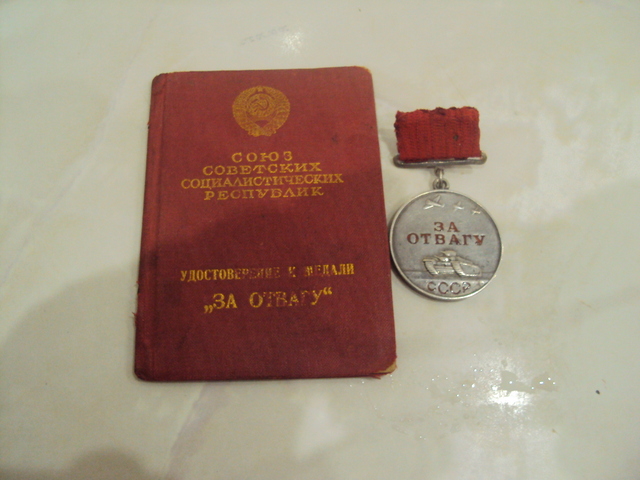 СОЮЗ
СОВЕТСКИХ
СОЦИАЛИСТИЧЕСКИХ
РЕСПУБЛИК
УДОСТОВЕРЕНИЕ К МЕДАЛИ
„ЗА ОТВАГУ“
ЗА
ОТВАГУ
СССР